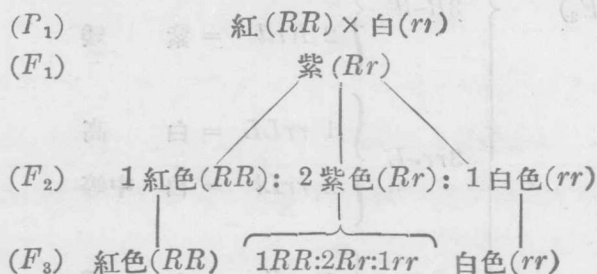 (P₁) 紅(RR)×白(rr)
(F₁) 紫(Rr)
(F₂) 1紅色(RR): 2紫色(Rr): 1白色(rr)
(F₃) 紅色(RR) 1RR:2Rr:1rr 白色(rr)